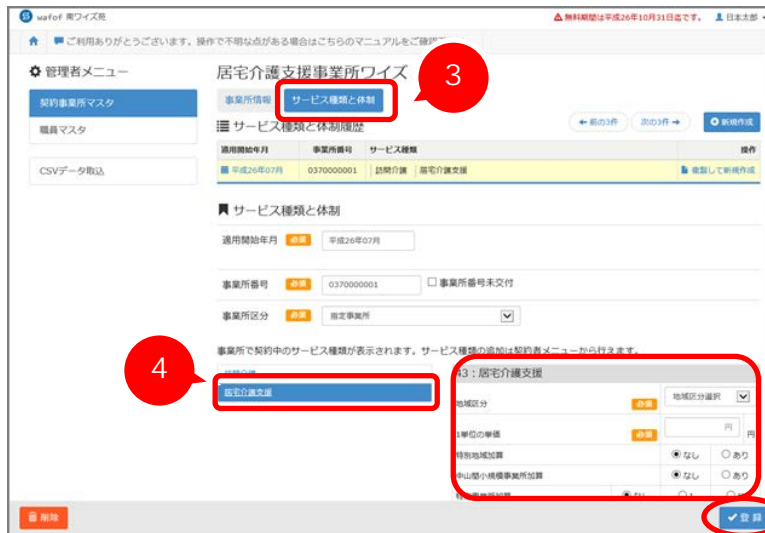 wafof 南ワイズ苑
無料期間は平成26年10月31日迄です。 日本太郎
ご利用ありがとうございます。操作で不明な点がある場合はこちらのマニュアルをご確認
管理者メニュー
契約事業所マスタ
職員マスタ
CSVデータ取込
居宅介護支援事業所ワイズ
3
事業所情報 サービス種類と体制
サービス種類と体制履歴
前の3件 次の3件 新規作成
適用開始年月 事業所番号 サービス種類 操作
平成26年07月 0370000001 訪問介護 居宅介護支援 複製して新規作成
サービス種類と体制
適用開始年月 必須 平成26年07月
事業所番号 必須 0370000001 事業所番号未交付
事業所区分 必須 指定事業所
事業所で契約中のサービス種類が表示されます。サービス種類の追加は契約者メニューから行えます。
4
訪問介護
居宅介護支援
43：居宅介護支援
地域区分 必須 地域区分選択
1単位の単価 必須 円 円
特別地域加算 なし あり
中山間小規模事業所加算 なし あり
削除
登録